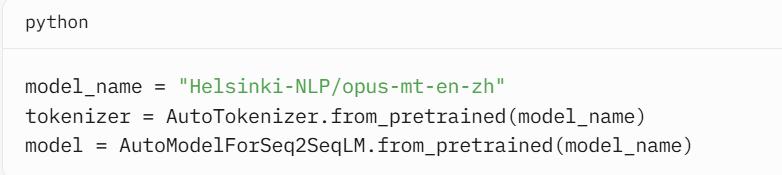 python
model_name = "Helsinki-NLP/opus-mt-en-zh"
tokenizer = AutoTokenizer.from_pretrained(model_name)
model = AutoModelForSeq2SeqLM.from_pretrained(model_name)